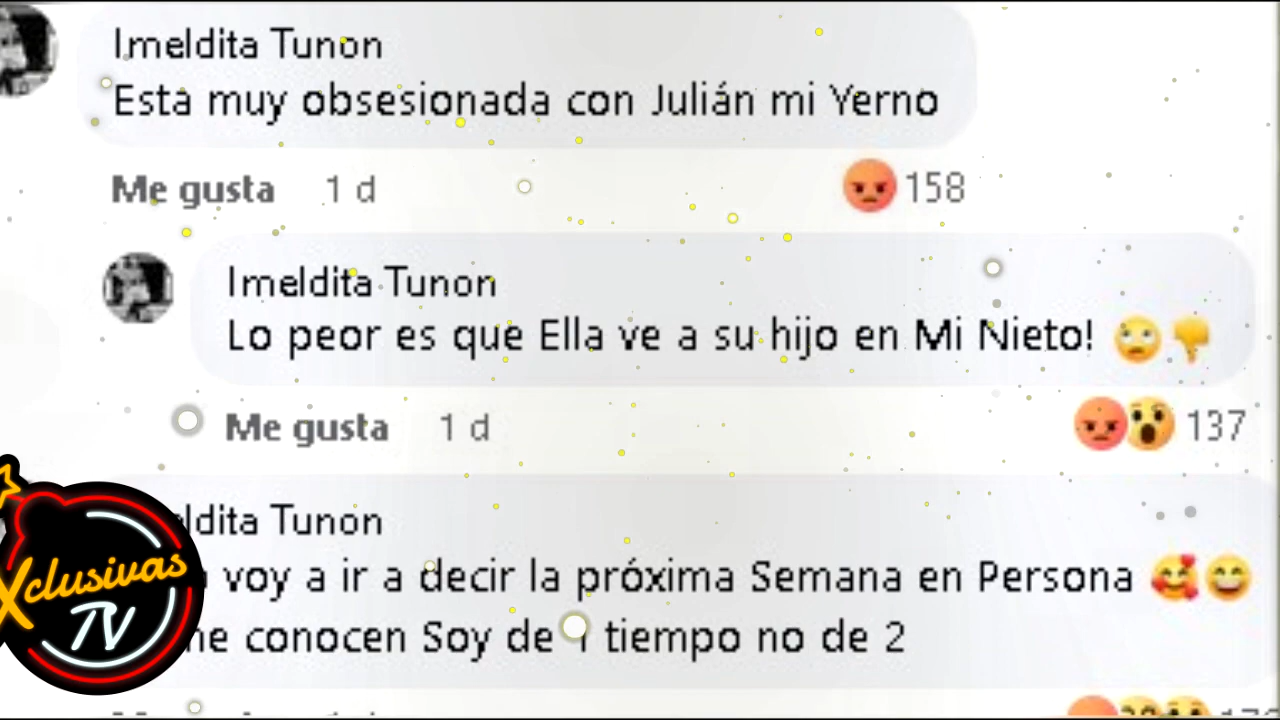 Imeldita Tunon
Esta muy obsesionada con Julián mi Yerno
Me gusta 1 d 158
Imeldita Tunon
Lo peor es que Ella ve a su hijo en Mi Nieto!
Me gusta 1 d 137
ldita Tunon
voy a ir a decir la próxima Semana en Persona
conocen Soy de 1 tiempo no de 2
Xclusivas
TV